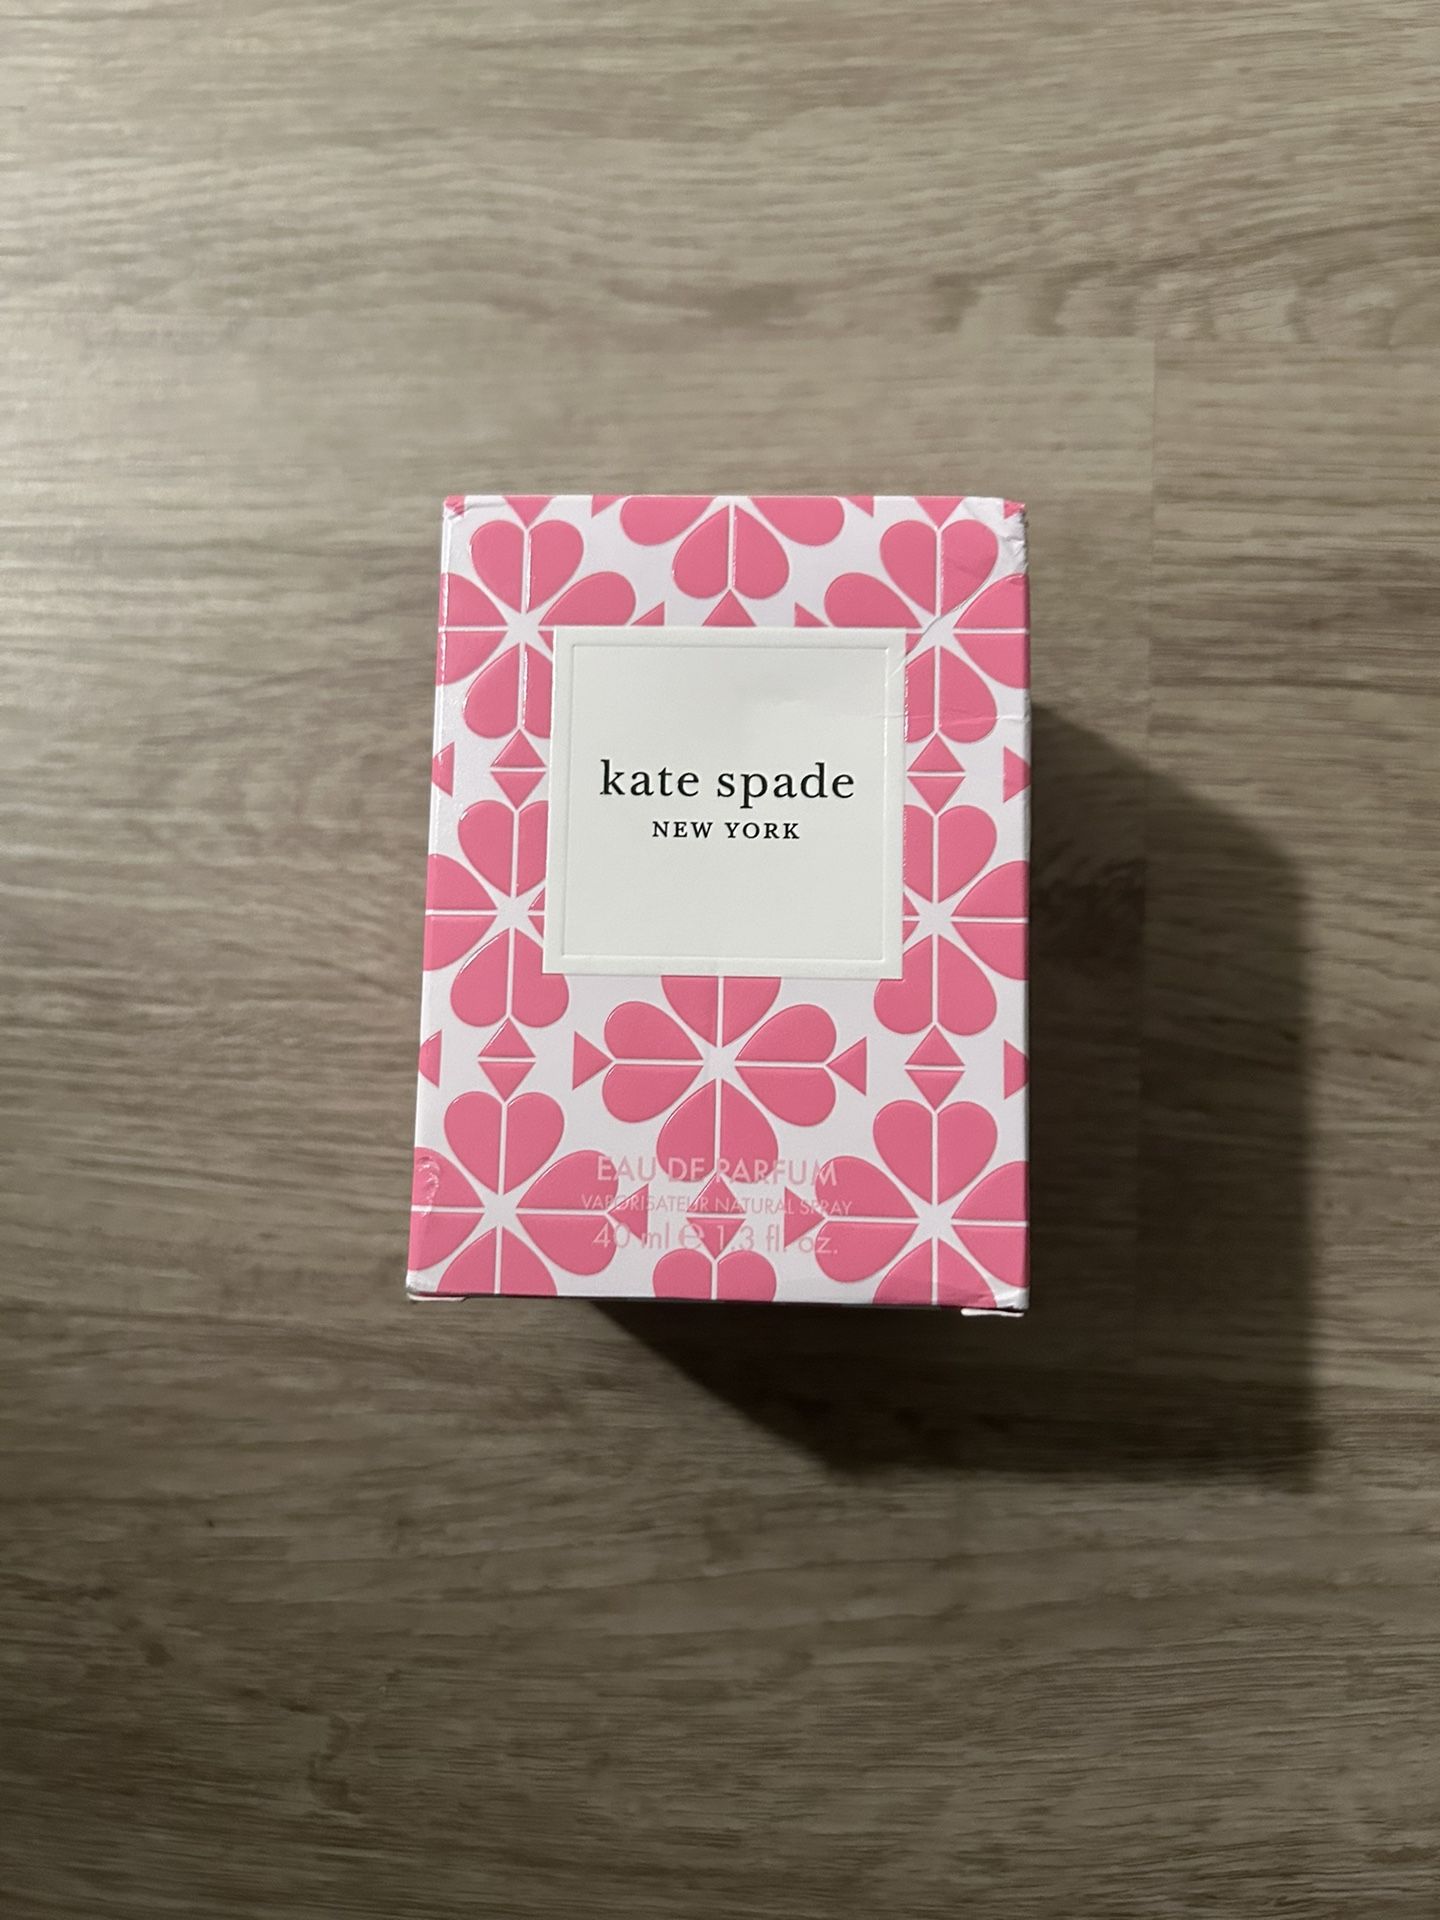 kate spade
NEW YORK
EAU DE PARFUM
VAPORISATEUR NATURAL SPRAY
40 ml ℮ 1.3 fl. oz.